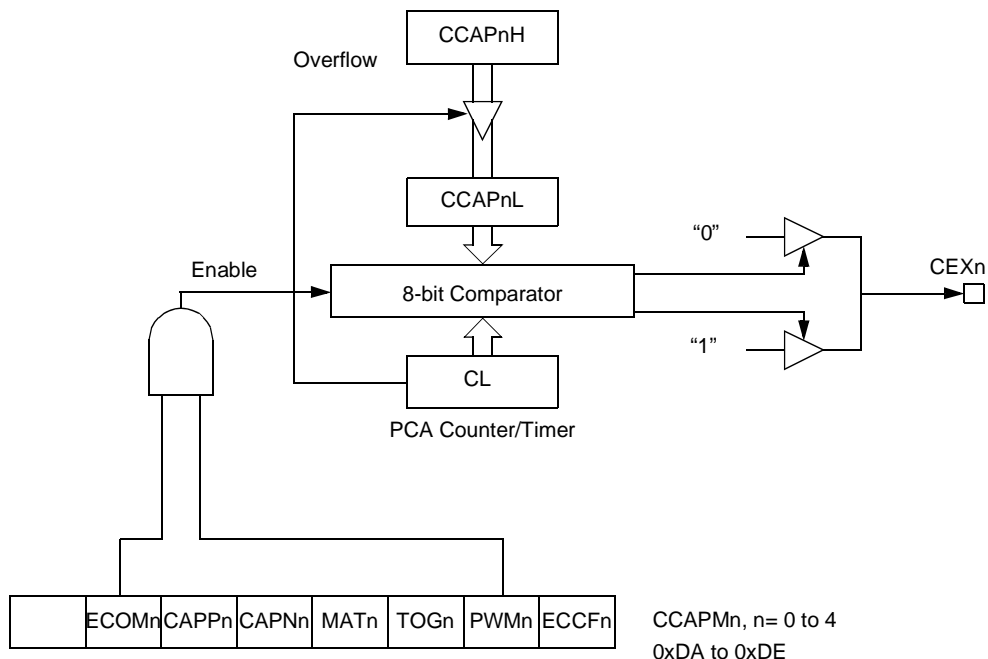 CCAPnH
Overflow
CCAPnL
“0”
Enable
CEXn
8-bit Comparator
“1”
CL
PCA Counter/Timer
ECOMn CAPPn CAPNn MATn TOGn PWMn ECCFn
CCAPMn, n= 0 to 4
0xDA to 0xDE